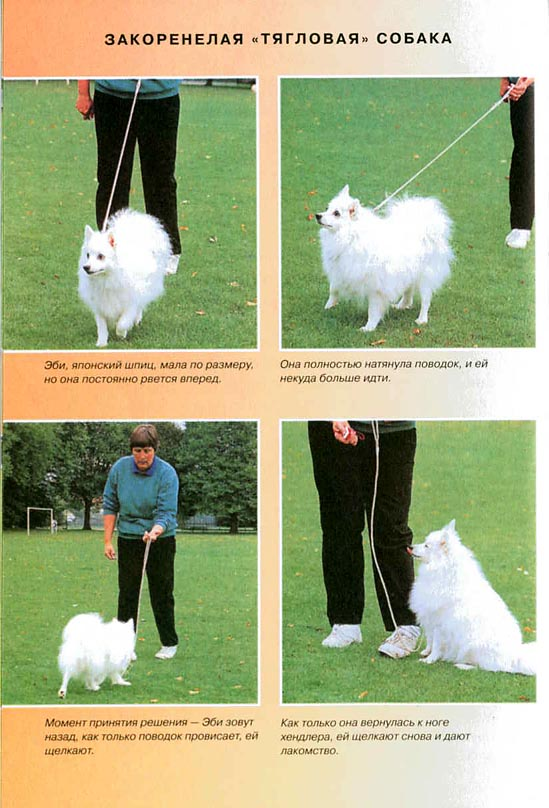 ЗАКОРЕНЕЛАЯ «ТЯГЛОВАЯ» СОБАКА
Эби, японский шпиц, мала по размеру,
но она постоянно рвется вперед.
Она полностью натянула поводок, и ей
некуда больше идти.
Момент принятия решения — Эби зовут
назад, как только поводок провисает, ей
щелкают.
Как только она вернулась к ноге
хендлера, ей щелкают снова и дают
лакомство.